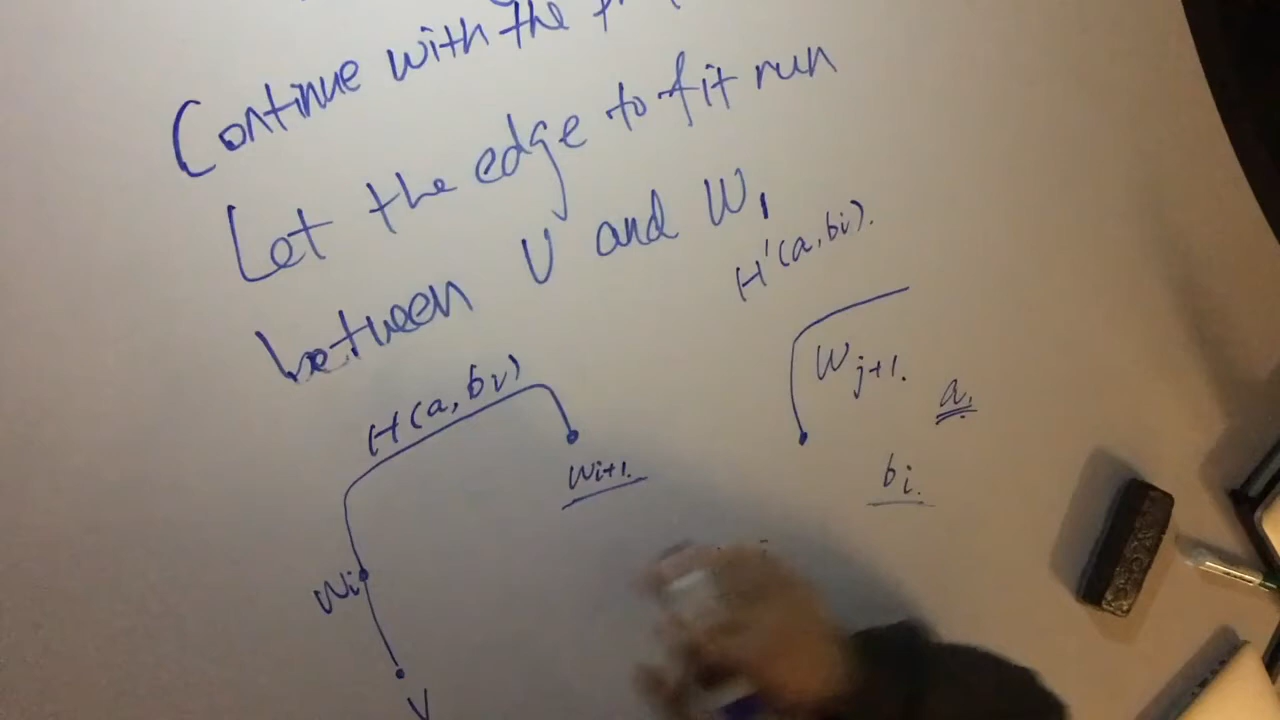 Continue with the
Let the edge to fit run
between V and W,
H'(a, bi).
H(a, bi)
Wj+1.
a.
wi+1.
bi.
Wi
V